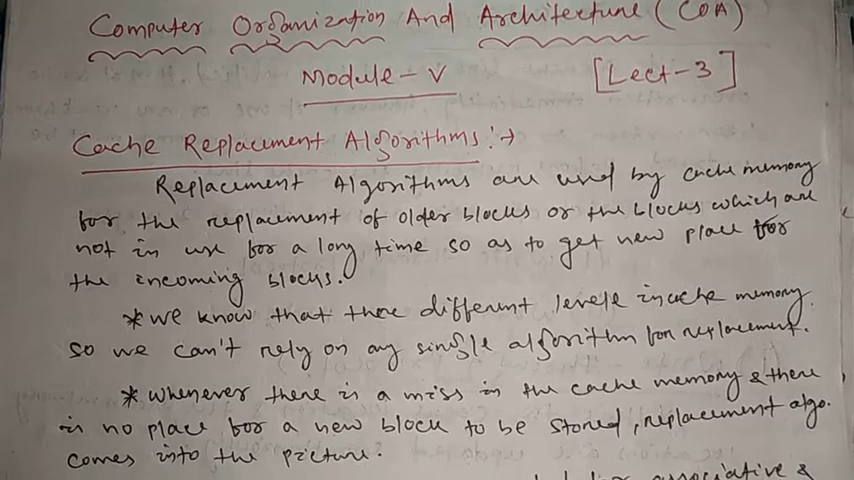 Computer Organization And Architecture (COA)
Module - V [Lect-3]
Cache Replacement Algorithms :→
Replacement Algorithms are used by cache memory
for the replacement of older blocks or the blocks which are
not in use for a long time so as to get new place for
the incoming blocks.
* we know that there different levels in cache memory.
so we can't rely on any single algorithm for replacement.
* whenever there is a miss in the cache memory & there
is no place for a new block to be stored, replacement algo.
comes into the picture.
associative &